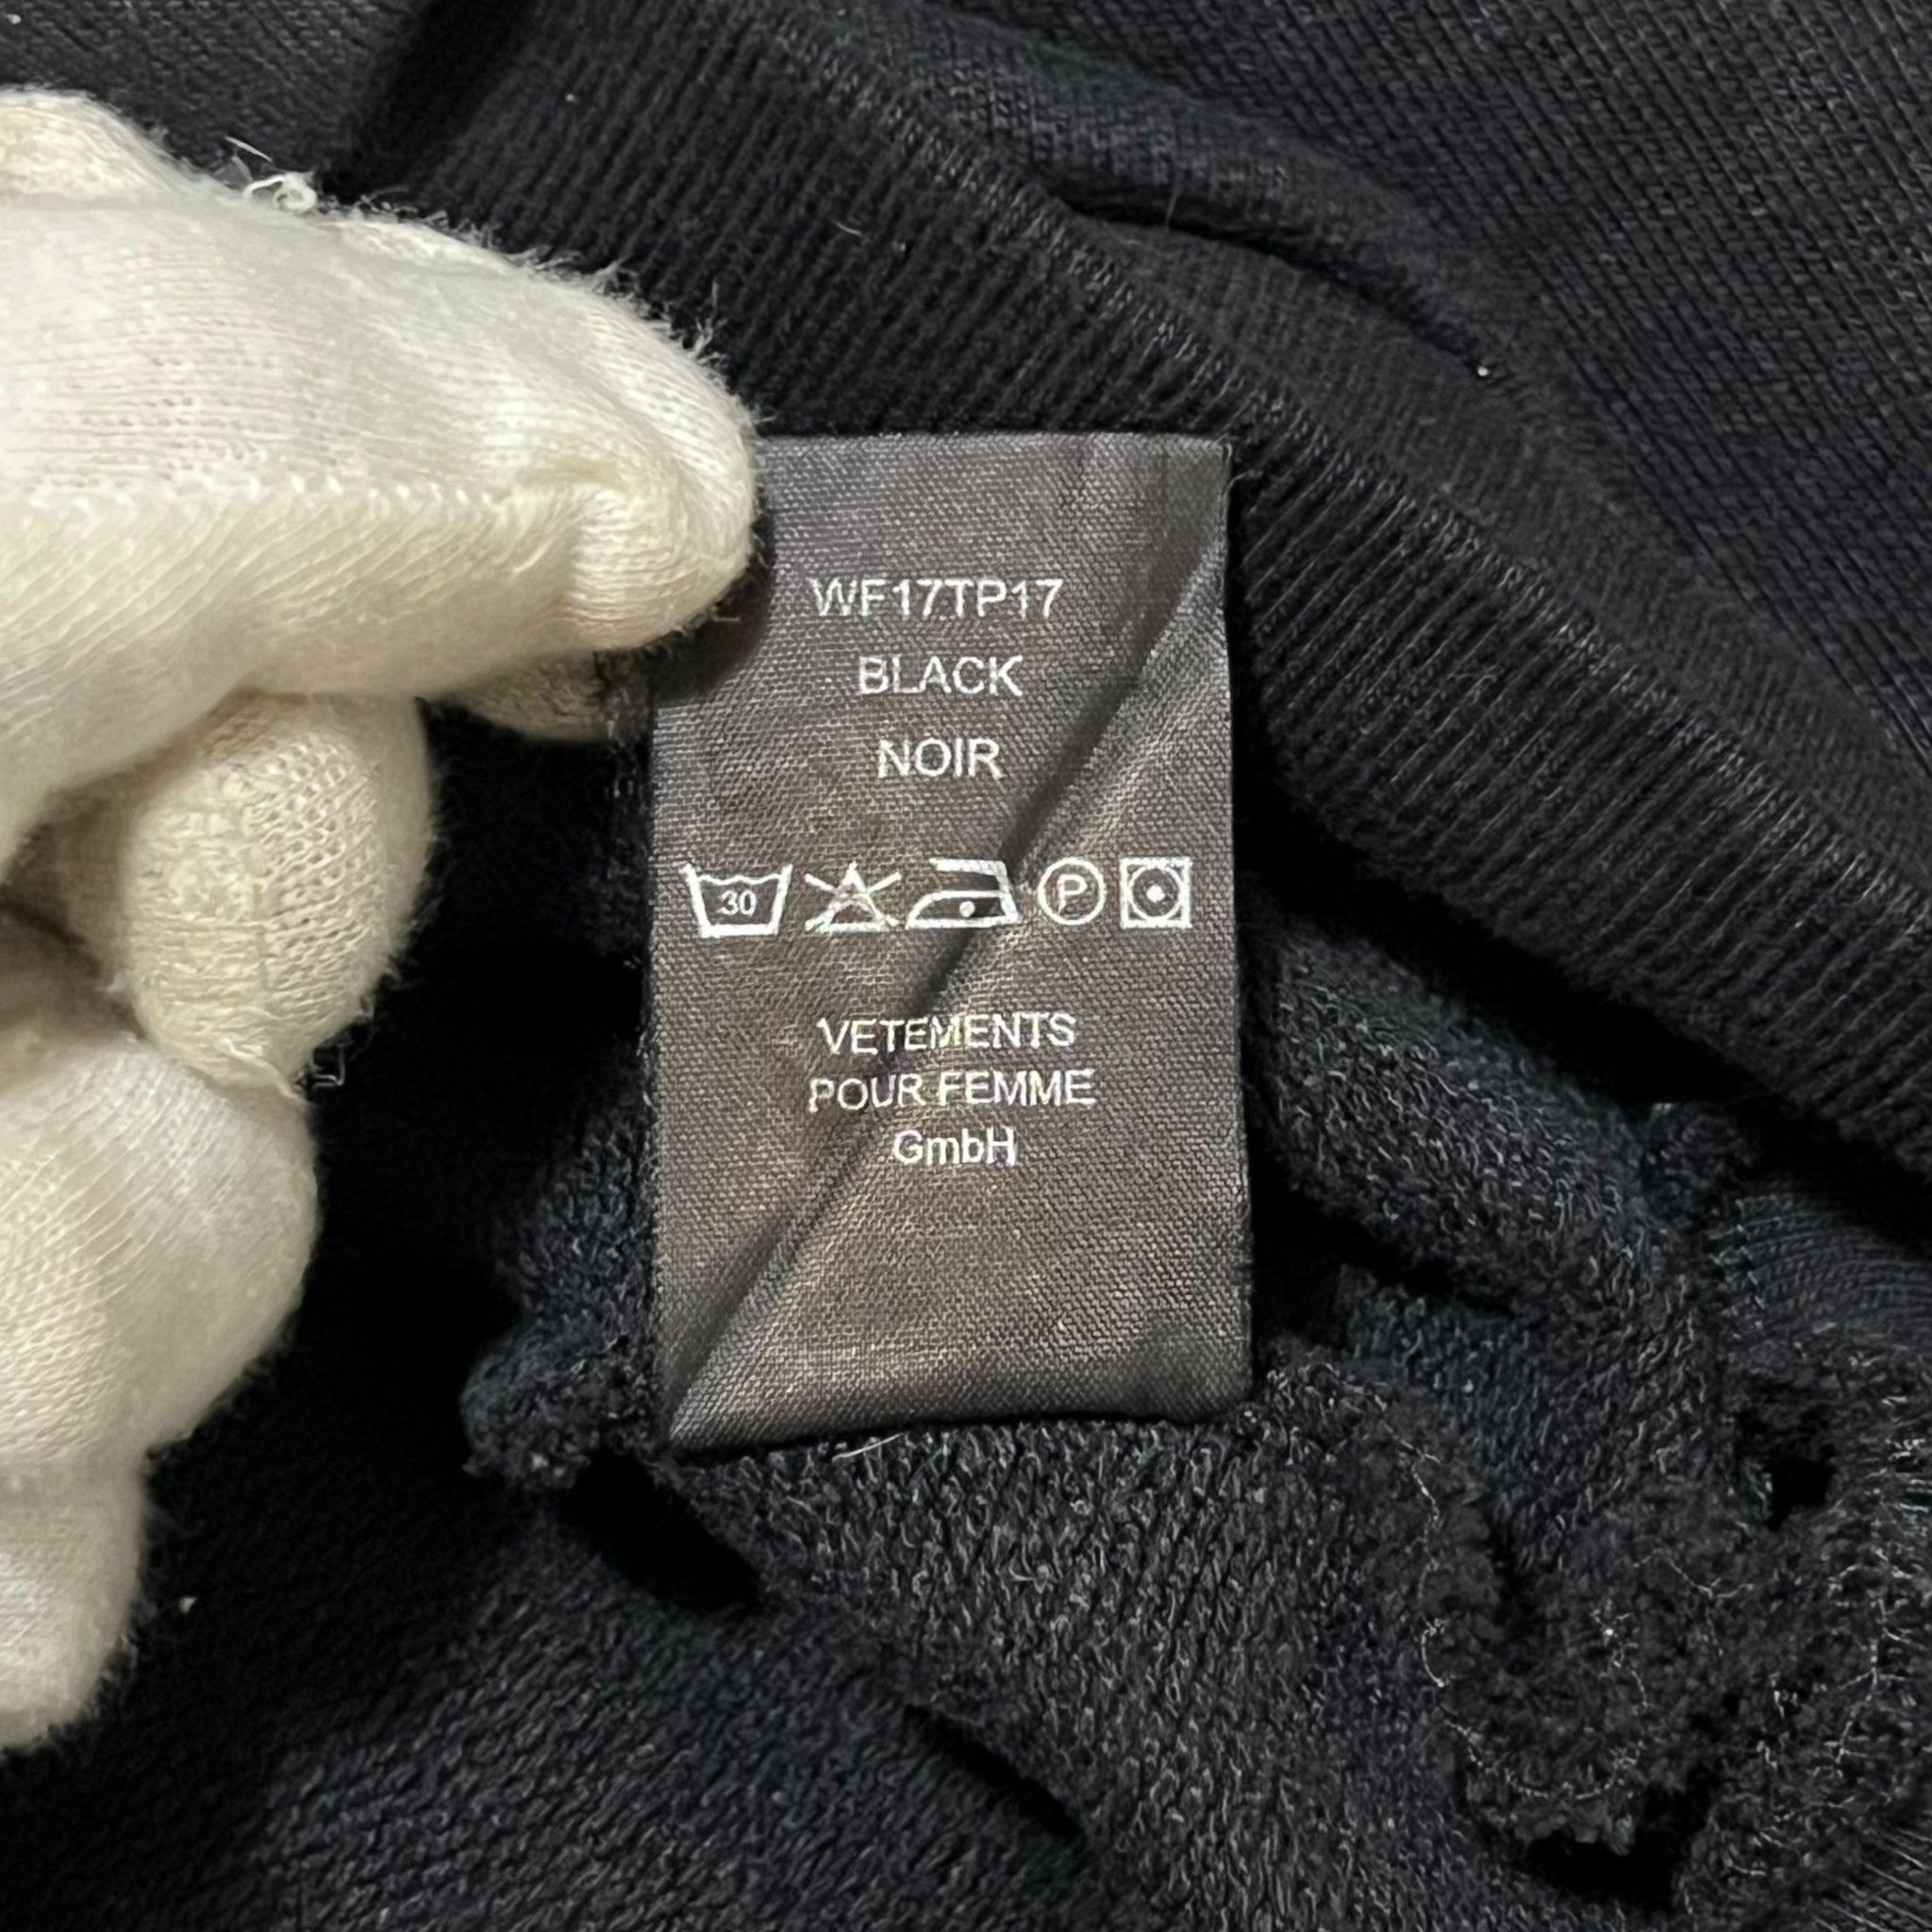 WF17TP17
BLACK
NOIR
30 P
VETEMENTS
POUR FEMME
GmbH